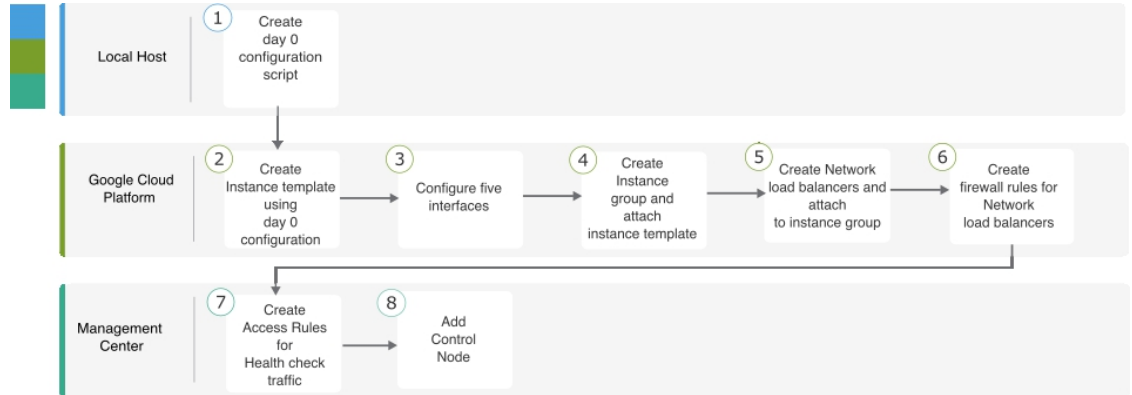 Local Host
1
Create
day 0
configuration
script
Google Cloud
Platform
2
Create
Instance template
using
day 0
configuration
3
Configure five
interfaces
4
Create
Instance
group and
attach
instance template
5
Create Network
load balancers and
attach
to instance group
6
Create
firewall rules for
Network
load balancers
Management
Center
7
Create
Access Rules
for
Health check
traffic
8
Add
Control
Node